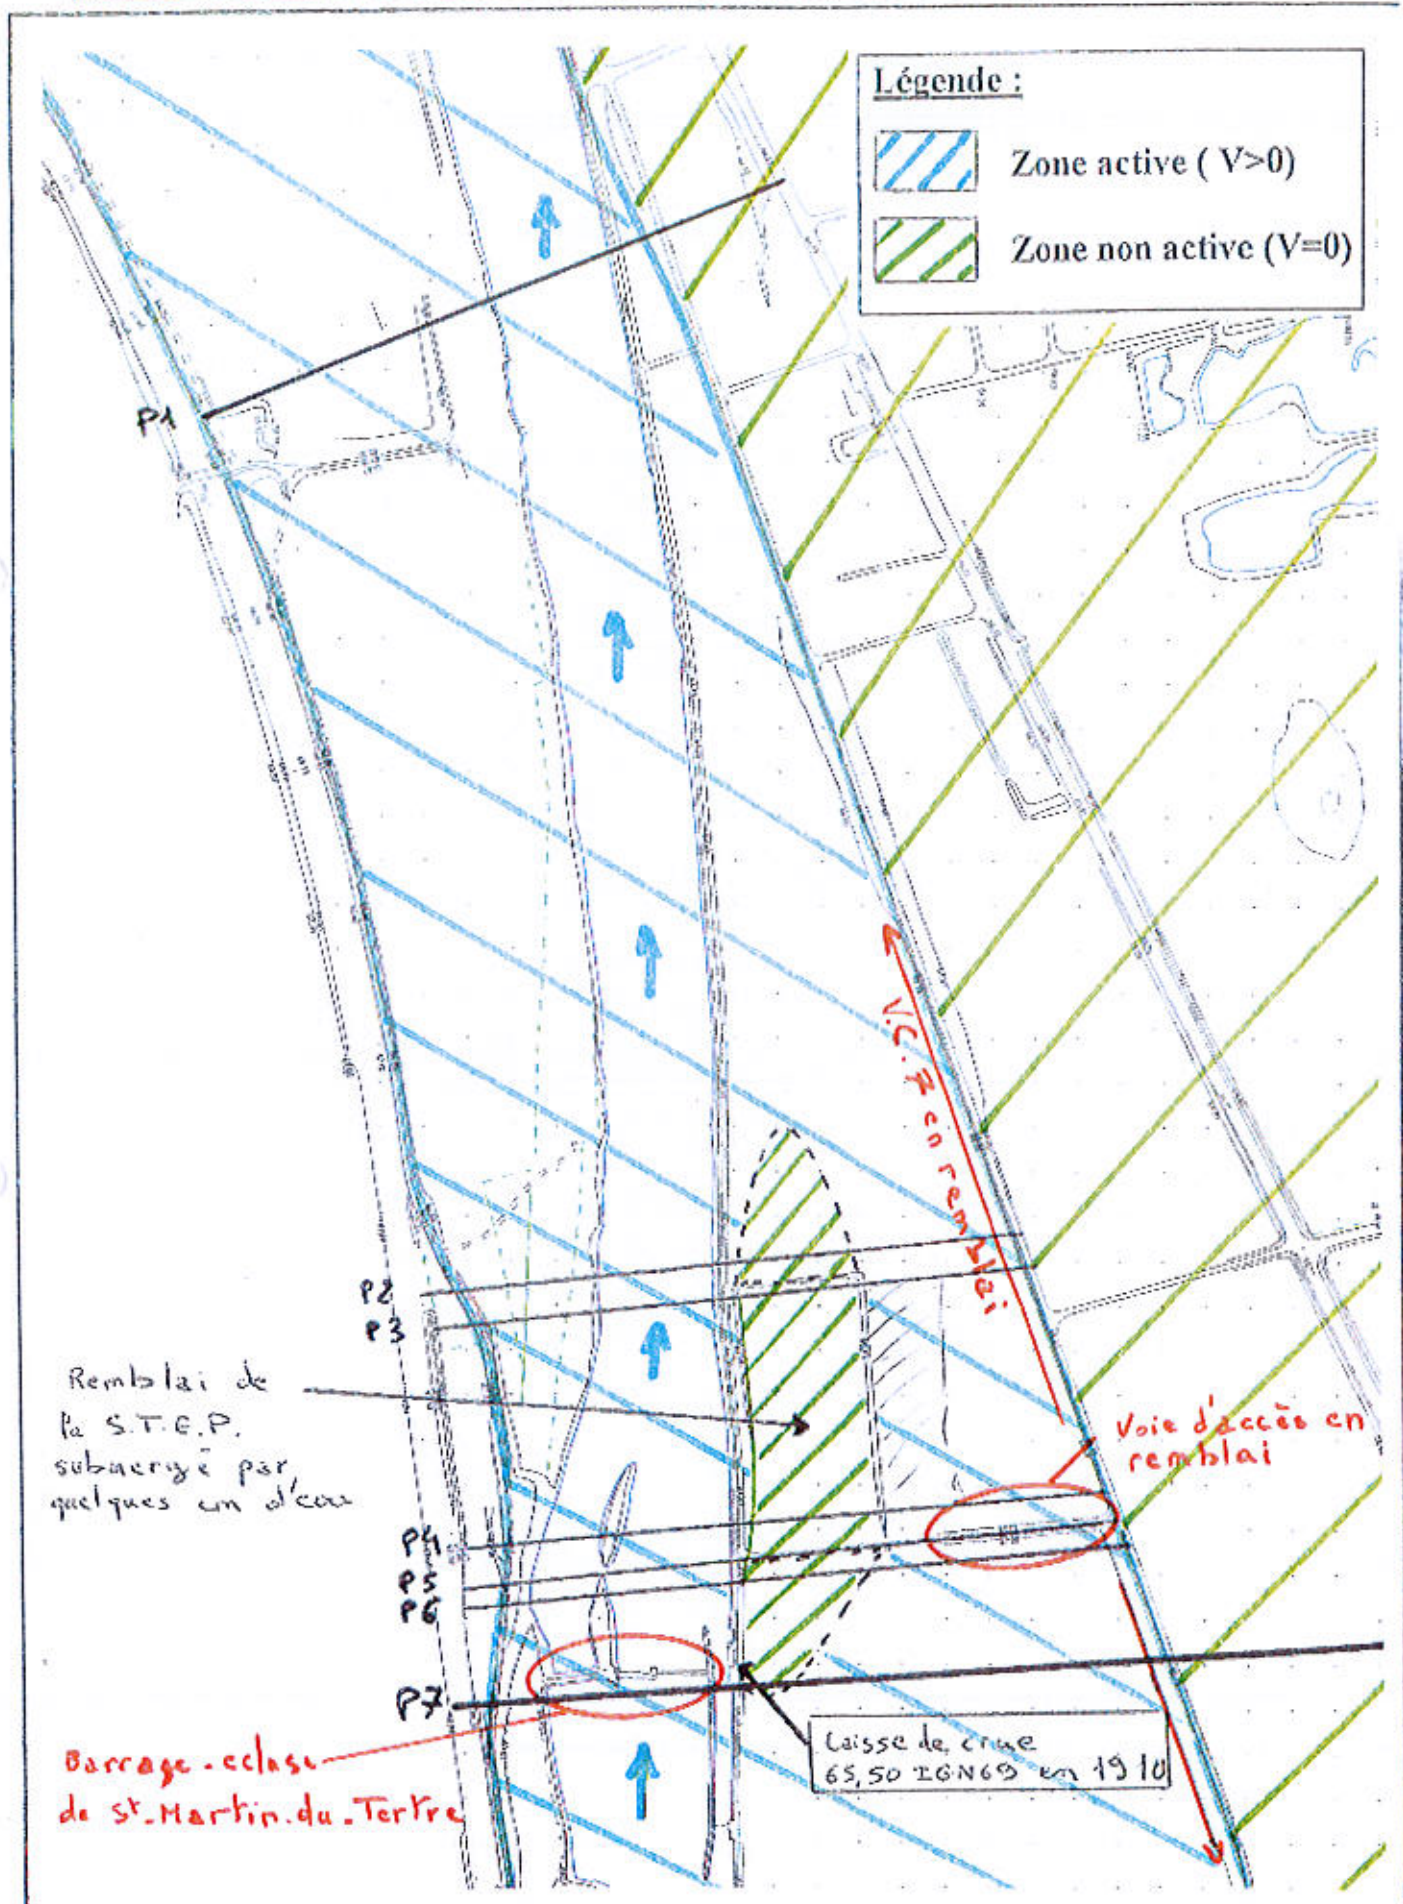 Légende :
Zone active ( V>0)
Zone non active (V=0)
P1
V.C. 7 en remblai
P2
P3
Remblai de
la S.T.E.P.
submergé par
quelques cm d'eau
Voie d'accès en
remblai
P4
P5
P6
P7
Laisse de crue
65,50 IGN69 en 1910
Barrage-ecluse
de St-Martin-du-Tertre